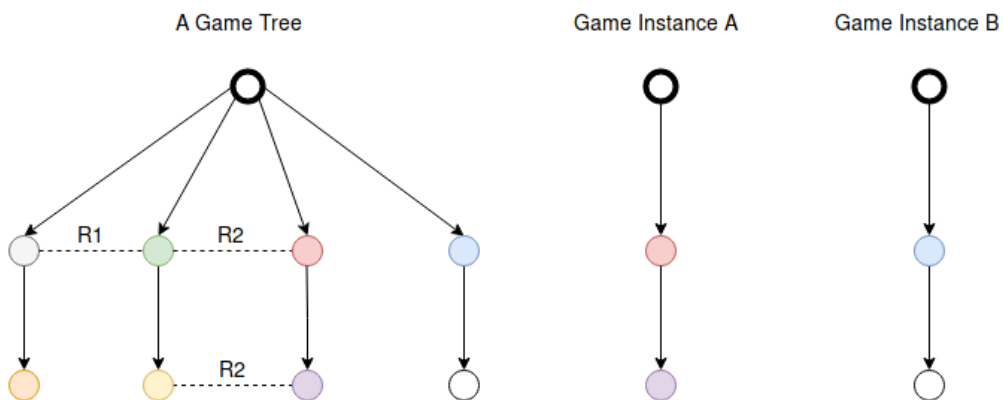 A Game Tree
Game Instance A
Game Instance B
R1
R2
R2